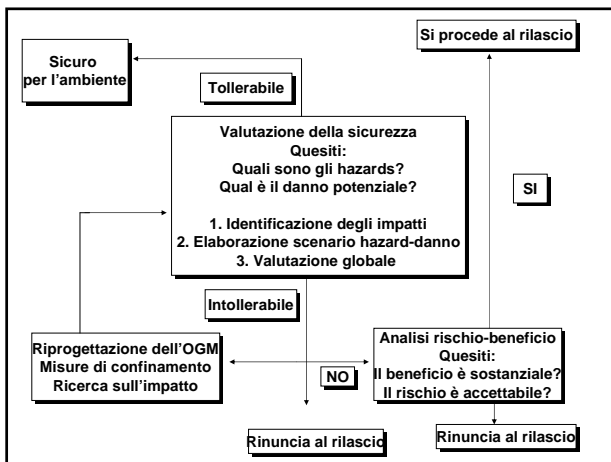 Sicuro
per l'ambiente
Si procede al rilascio
Tollerabile
Valutazione della sicurezza
Quesiti:
Quali sono gli hazards?
Qual è il danno potenziale?
1. Identificazione degli impatti
2. Elaborazione scenario hazard-danno
3. Valutazione globale
SI
Intollerabile
Riprogettazione dell'OGM
Misure di confinamento
Ricerca sull'impatto
NO
Analisi rischio-beneficio
Quesiti:
Il beneficio è sostanziale?
Il rischio è accettabile?
Rinuncia al rilascio
Rinuncia al rilascio